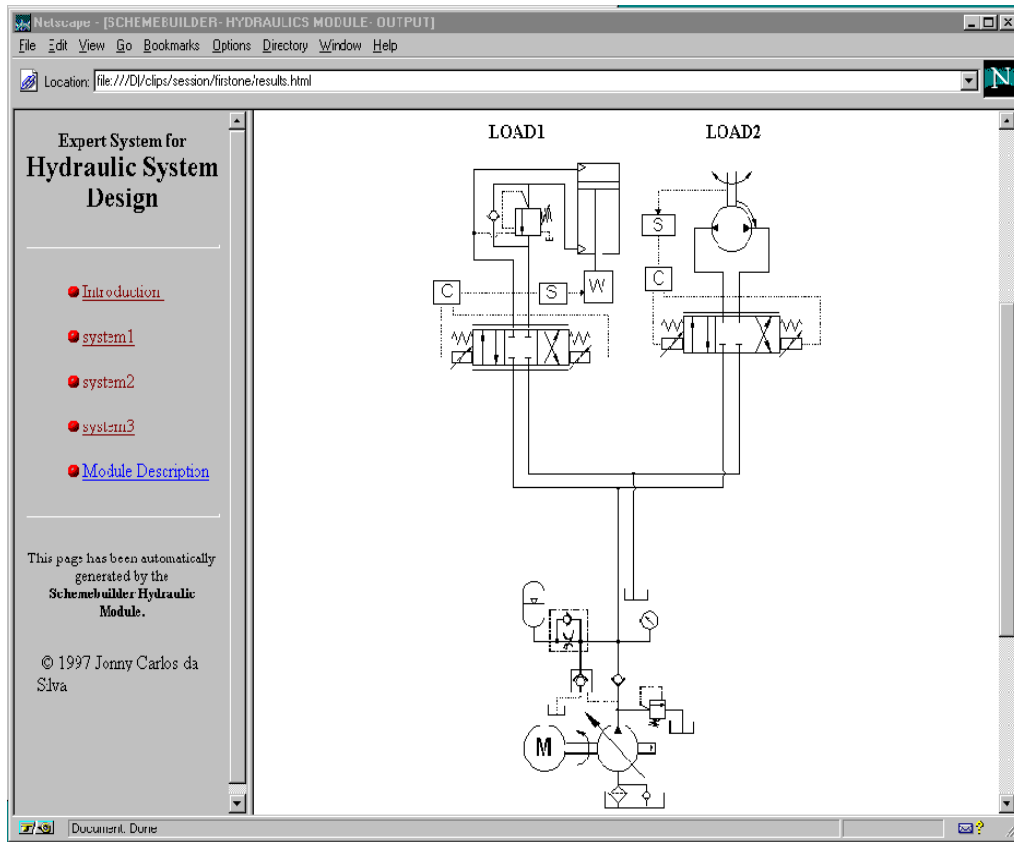 Netscape - [SCHEMEBUILDER- HYDRAULICS MODULE- OUTPUT]
File Edit View Go Bookmarks Options Directory Window Help
Location: file:///D|/clips/session/firstone/results.html
N
Expert System for
Hydraulic System
Design
Introduction
system1
system2
system3
Module Description
This page has been automatically
generated by the
Schemebuilder Hydraulic
Module.
© 1997 Jonny Carlos da
Silva
LOAD1 LOAD2
S
C S W C
M
Document: Done